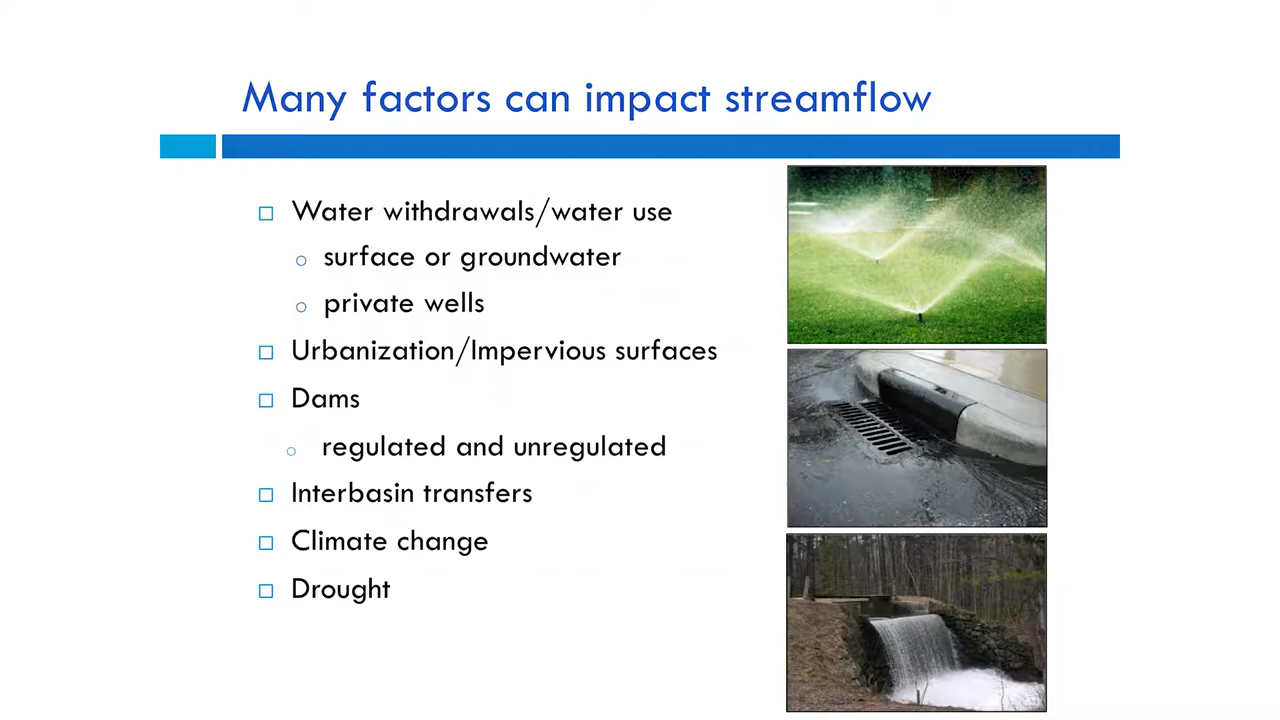 Many factors can impact streamflow
Water withdrawals/water use
surface or groundwater
private wells
Urbanization/Impervious surfaces
Dams
regulated and unregulated
Interbasin transfers
Climate change
Drought